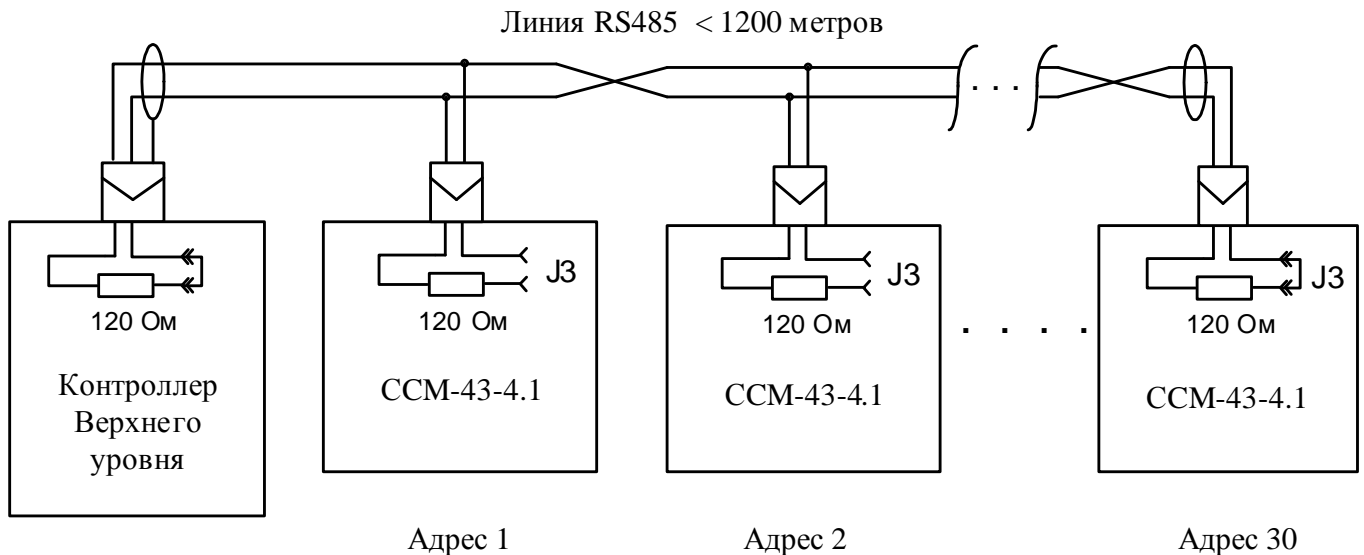 Линия RS485 < 1200 метров
. . .
J3
J3
J3
120 Ом
120 Ом
120 Ом
120 Ом
. . . .
Контроллер
Верхнего
уровня
ССМ-43-4.1
ССМ-43-4.1
ССМ-43-4.1
Адрес 1
Адрес 2
Адрес 30